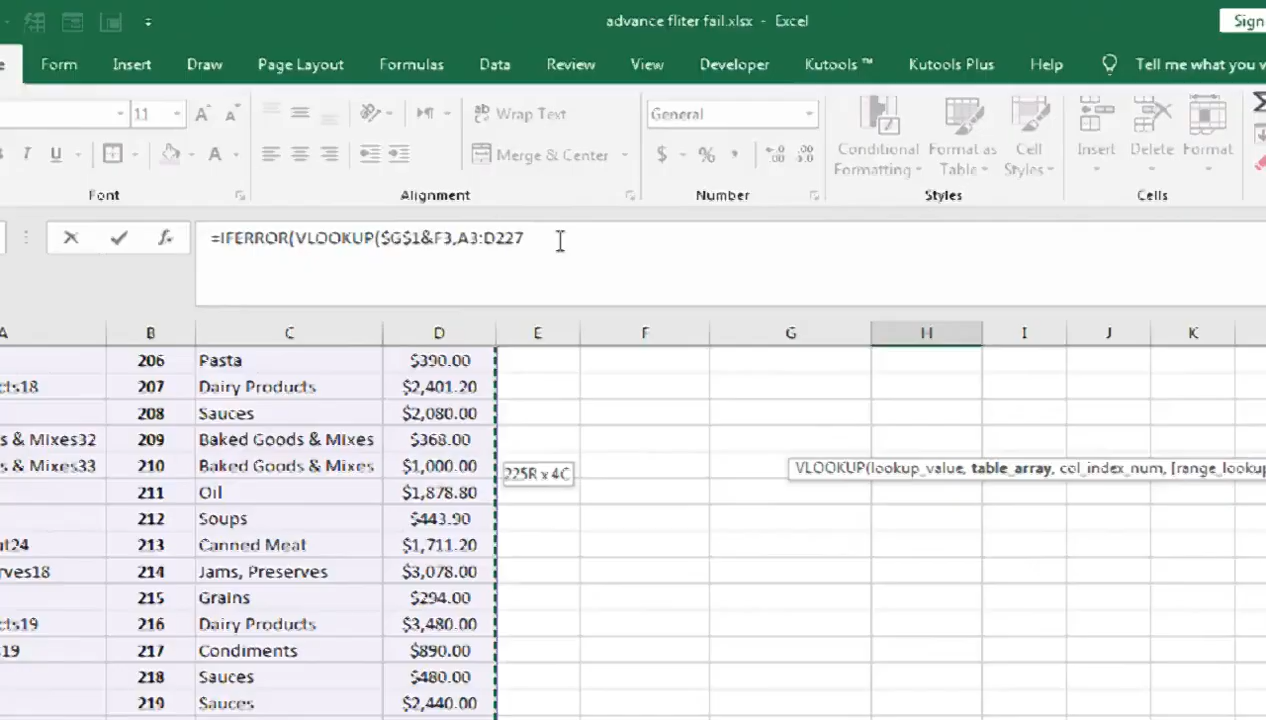 advance fliter fail.xlsx - Excel
Sign
Form Insert Draw Page Layout Formulas Data Review View Developer Kutools ™ Kutools Plus Help Tell me what you
11 Wrap Text General
Merge & Center Conditional Formatting Format as Table Cell Styles Insert Delete Format
Font Alignment Number Styles Cells
=IFERROR(VLOOKUP($G$1&F3,A3:D227
A B C D E F G H I J K
206 Pasta $390.00
cts18 207 Dairy Products $2,401.20
208 Sauces $2,080.00
s & Mixes32 209 Baked Goods & Mixes $368.00
s & Mixes33 210 Baked Goods & Mixes $1,000.00
225R x 4C
VLOOKUP(lookup_value, table_array, col_index_num, [range_lookup
211 Oil $1,878.80
212 Soups $443.90
at24 213 Canned Meat $1,711.20
rves18 214 Jams, Preserves $3,078.00
215 Grains $294.00
cts19 216 Dairy Products $3,480.00
19 217 Condiments $890.00
218 Sauces $480.00
219 Sauces $2,440.00